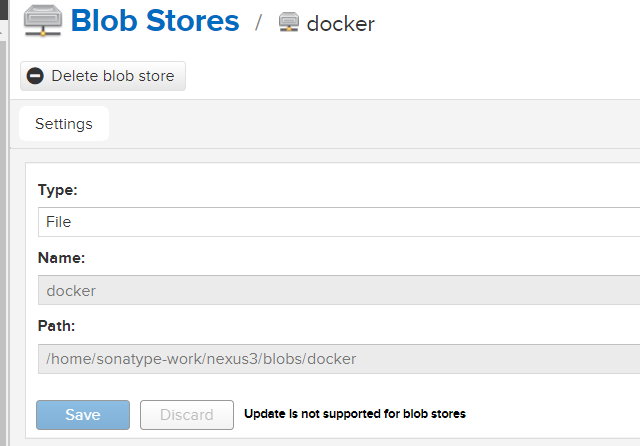 Blob Stores / docker
Delete blob store
Settings
Type:
File
Name:
docker
Path:
/home/sonatype-work/nexus3/blobs/docker
Save Discard Update is not supported for blob stores